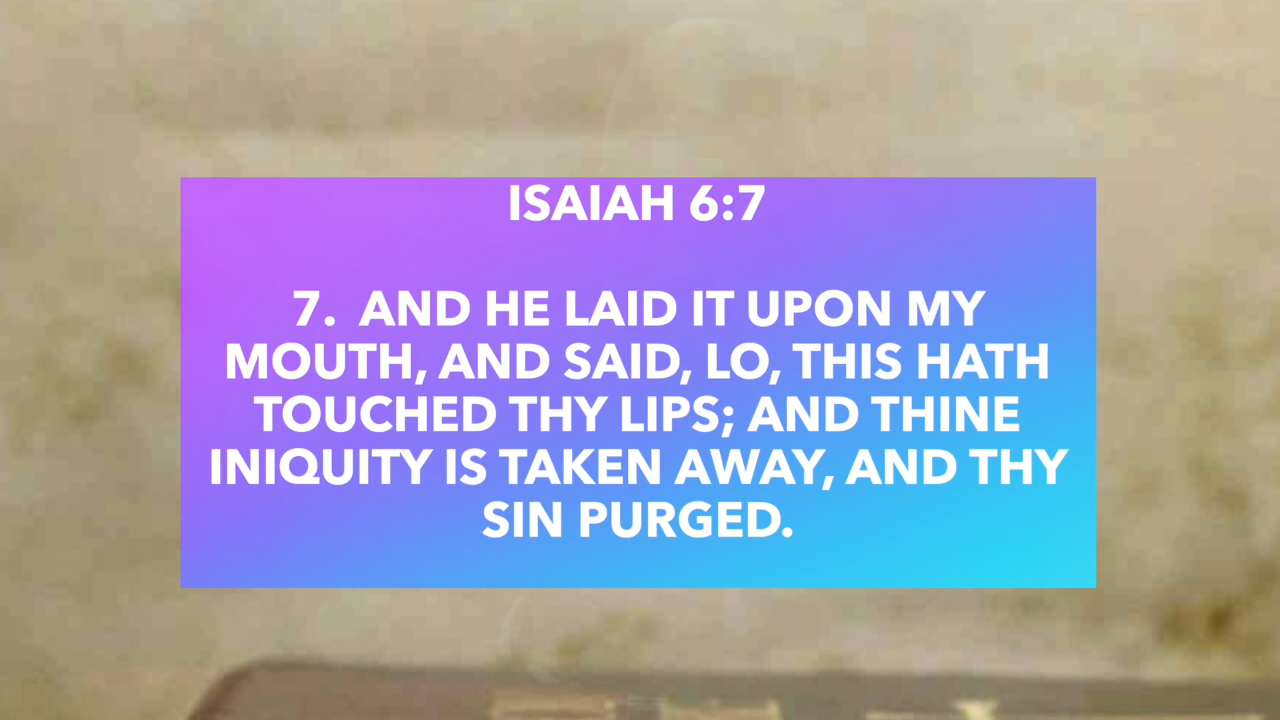 ISAIAH 6:7
7. AND HE LAID IT UPON MY
MOUTH, AND SAID, LO, THIS HATH
TOUCHED THY LIPS; AND THINE
INIQUITY IS TAKEN AWAY, AND THY
SIN PURGED.